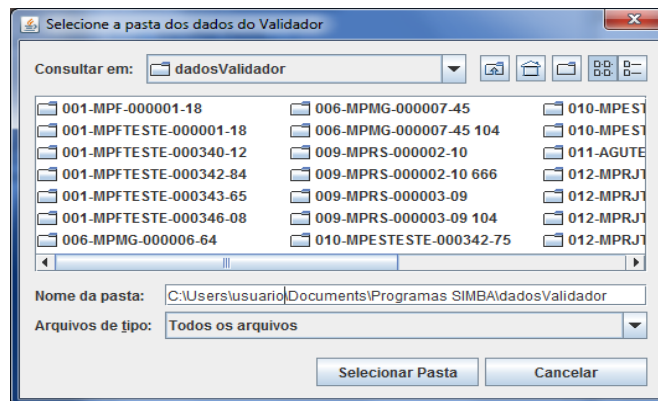 Selecione a pasta dos dados do Validador
Consultar em: dadosValidador
001-MPF-000001-18
001-MPFTESTE-000001-18
001-MPFTESTE-000340-12
001-MPFTESTE-000342-84
001-MPFTESTE-000343-65
001-MPFTESTE-000346-08
006-MPMG-000006-64
006-MPMG-000007-45
006-MPMG-000007-45 104
009-MPRS-000002-10
009-MPRS-000002-10 666
009-MPRS-000003-09
009-MPRS-000003-09 104
010-MPESTESTE-000342-75
010-MPEST
010-MPEST
011-AGUTE
012-MPRJT
012-MPRJT
012-MPRJT
012-MPRJT
Nome da pasta: C:\Users\usuario\Documents\Programas SIMBA\dadosValidador
Arquivos de tipo: Todos os arquivos
Selecionar Pasta Cancelar